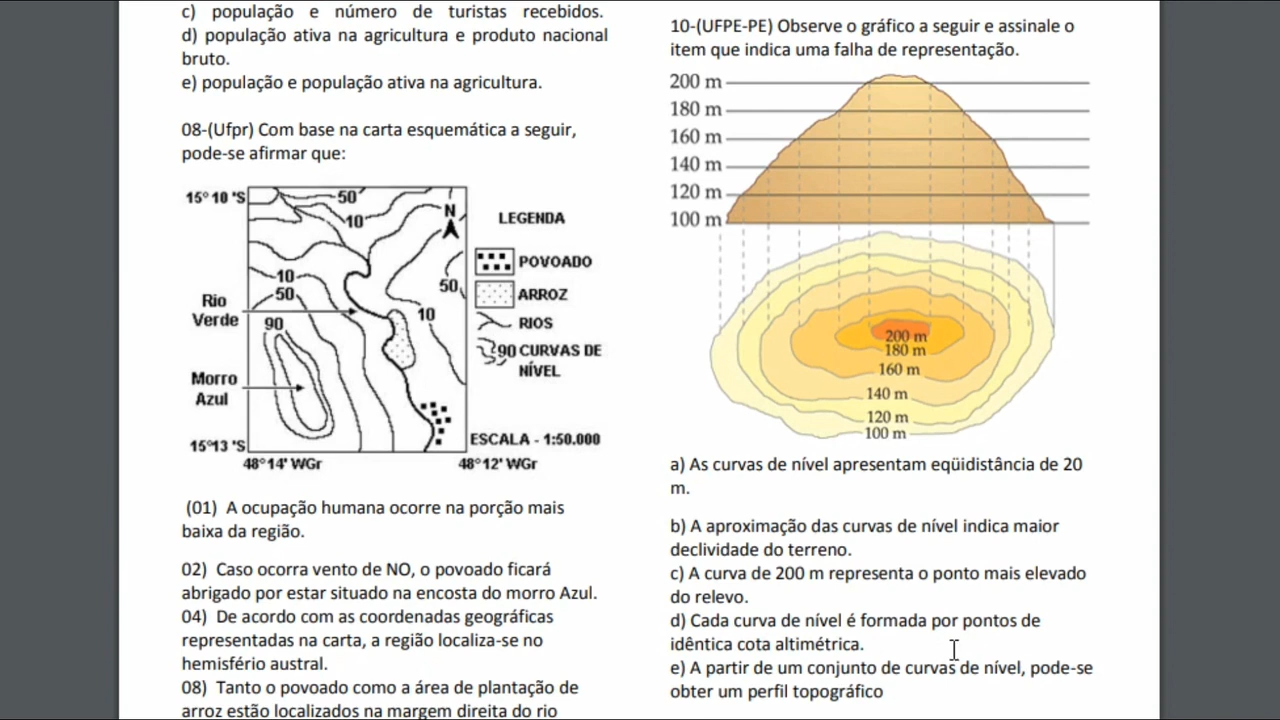 c) população e número de turistas recebidos.
d) população ativa na agricultura e produto nacional
bruto.
e) população e população ativa na agricultura.
08-(Ufpr) Com base na carta esquemática a seguir,
pode-se afirmar que:
15° 10 'S
50
10
N
LEGENDA
POVOADO
10
50
50
ARROZ
Rio
Verde
90
10
RIOS
90 CURVAS DE
NÍVEL
Morro
Azul
15°13 'S
ESCALA - 1:50.000
48°14' WGr
48°12' WGr
(01) A ocupação humana ocorre na porção mais
baixa da região.
02) Caso ocorra vento de NO, o povoado ficará
abrigado por estar situado na encosta do morro Azul.
04) De acordo com as coordenadas geográficas
representadas na carta, a região localiza-se no
hemisfério austral.
08) Tanto o povoado como a área de plantação de
arroz estão localizados na margem direita do rio
10-(UFPE-PE) Observe o gráfico a seguir e assinale o
item que indica uma falha de representação.
200 m
180 m
160 m
140 m
120 m
100 m
200 m
180 m
160 m
140 m
120 m
100 m
a) As curvas de nível apresentam eqüidistância de 20
m.
b) A aproximação das curvas de nível indica maior
declividade do terreno.
c) A curva de 200 m representa o ponto mais elevado
do relevo.
d) Cada curva de nível é formada por pontos de
idêntica cota altimétrica.
e) A partir de um conjunto de curvas de nível, pode-se
obter um perfil topográfico